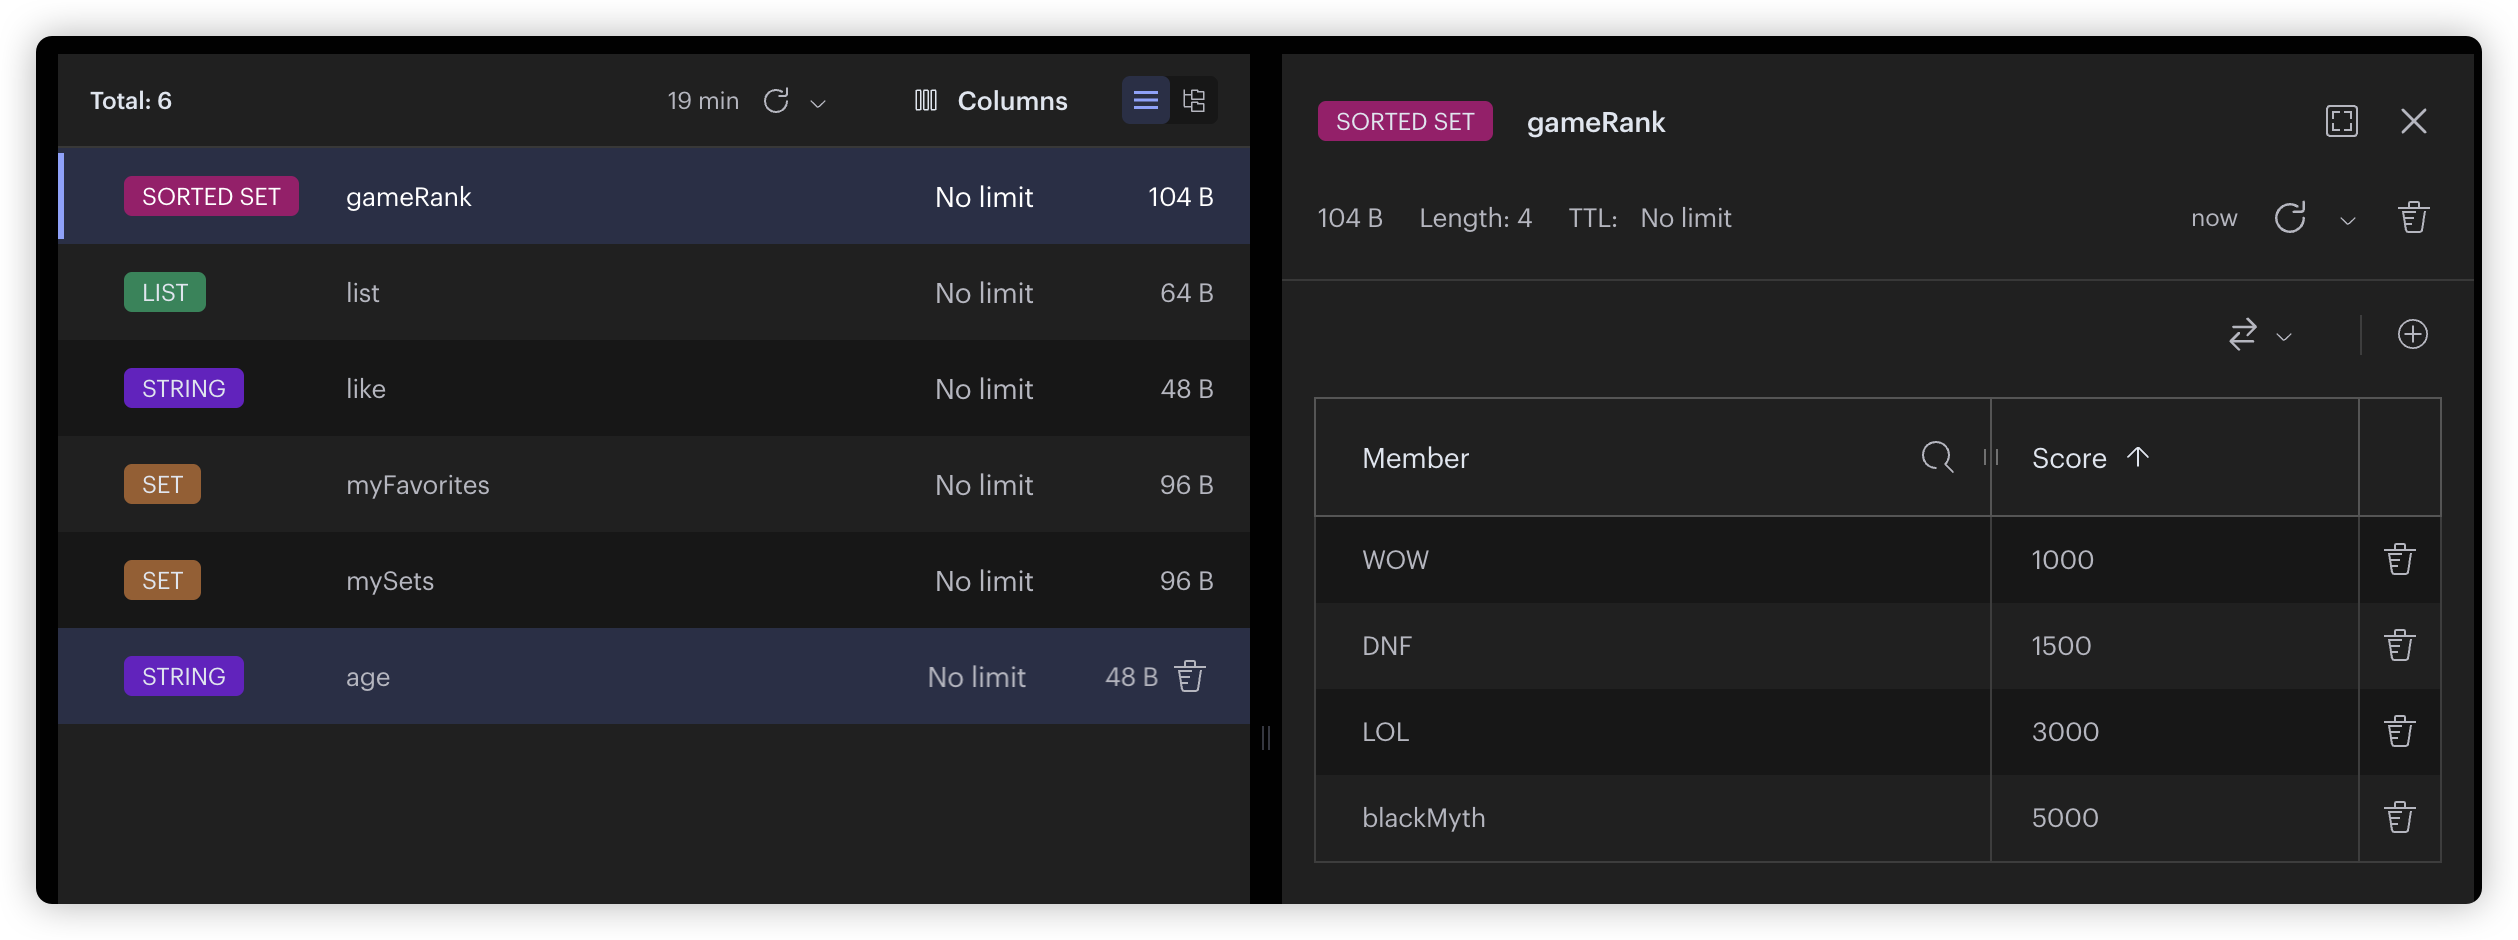 Total: 6 19 min Columns
SORTED SET gameRank No limit 104 B
LIST list No limit 64 B
STRING like No limit 48 B
SET myFavorites No limit 96 B
SET mySets No limit 96 B
STRING age No limit 48 B
SORTED SET gameRank
104 B Length: 4 TTL: No limit now
Member Score
WOW 1000
DNF 1500
LOL 3000
blackMyth 5000